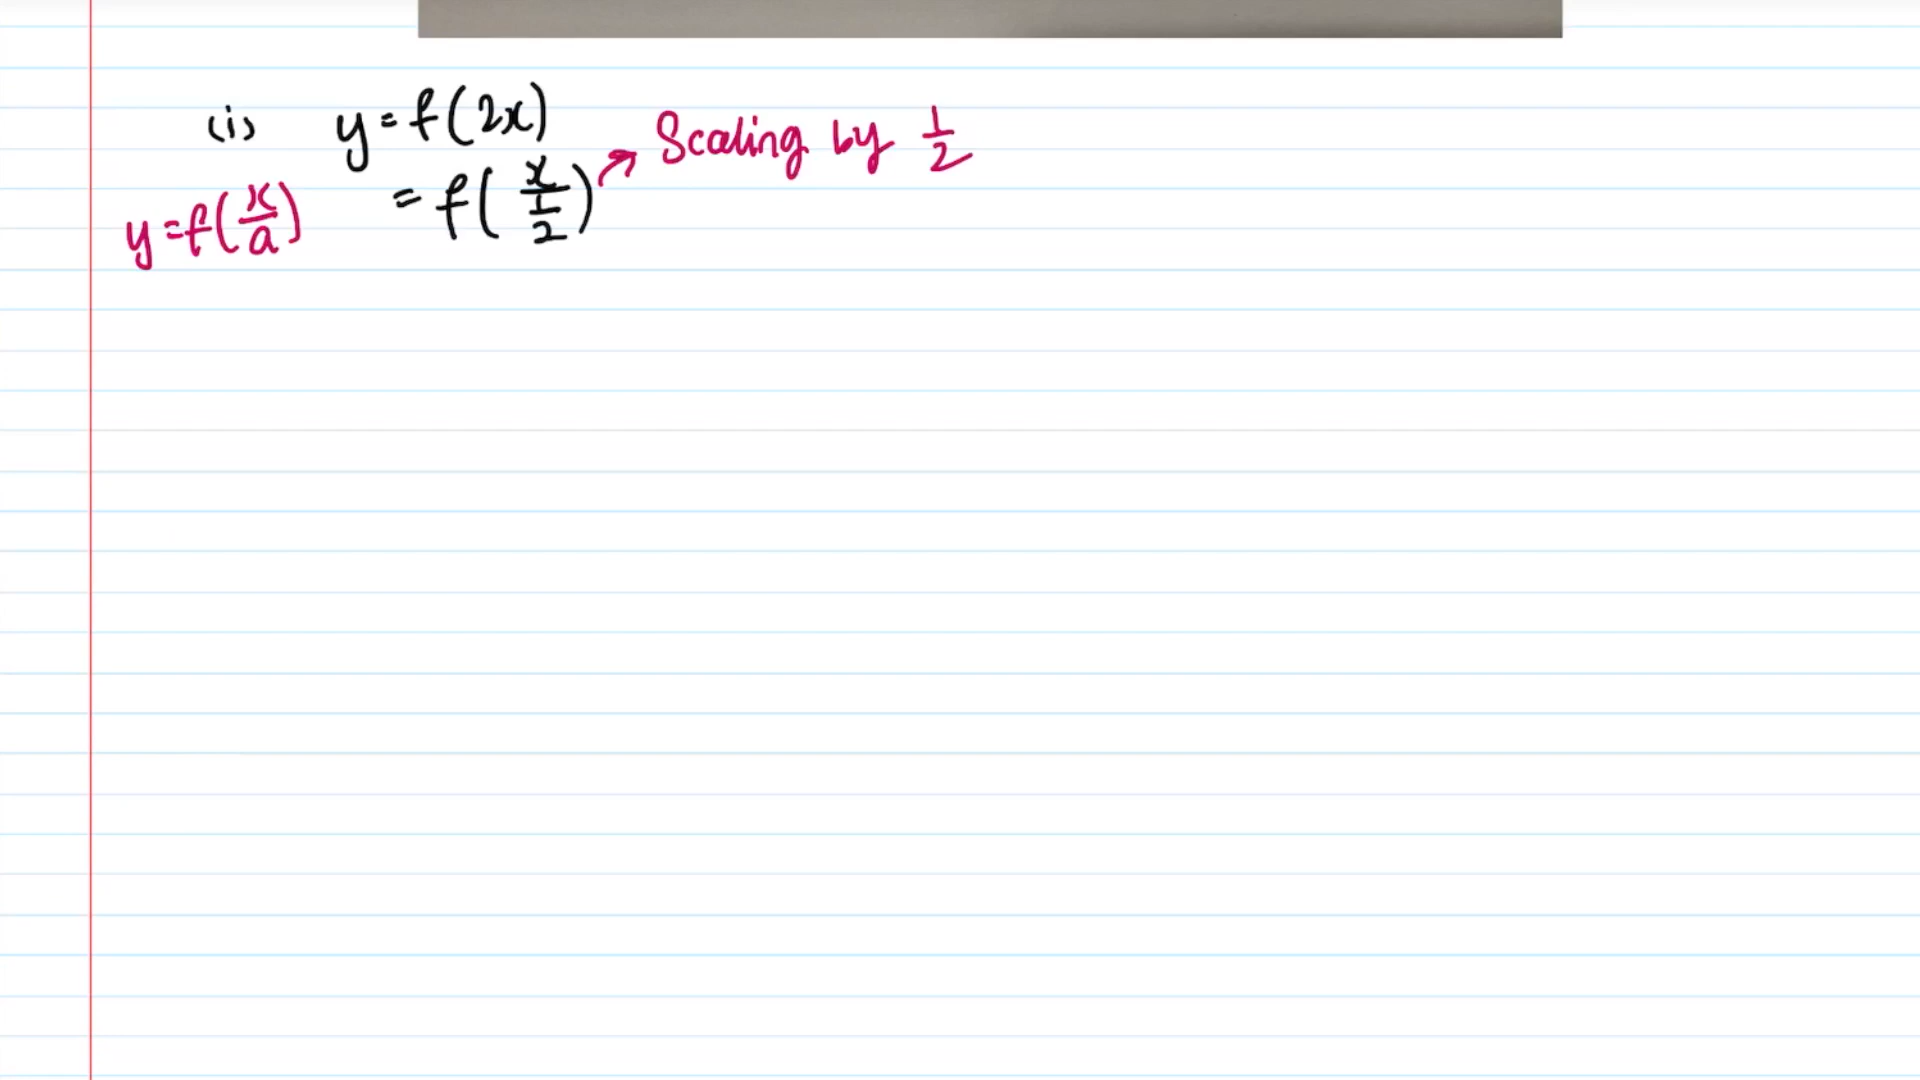 (i) y=f(2x)
= f(x/(1/2)) → Scaling by 1/2
y=f(x/a)